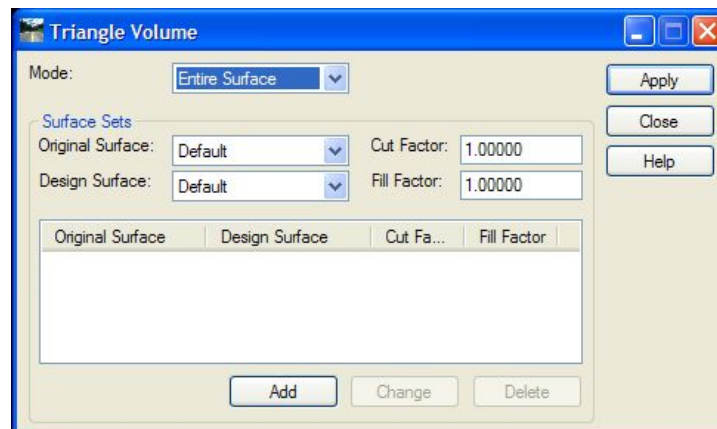 Triangle Volume
Mode: Entire Surface Apply
Surface Sets Close
Original Surface: Default Cut Factor: 1.00000 Help
Design Surface: Default Fill Factor: 1.00000
Original Surface Design Surface Cut Fa... Fill Factor
Add Change Delete